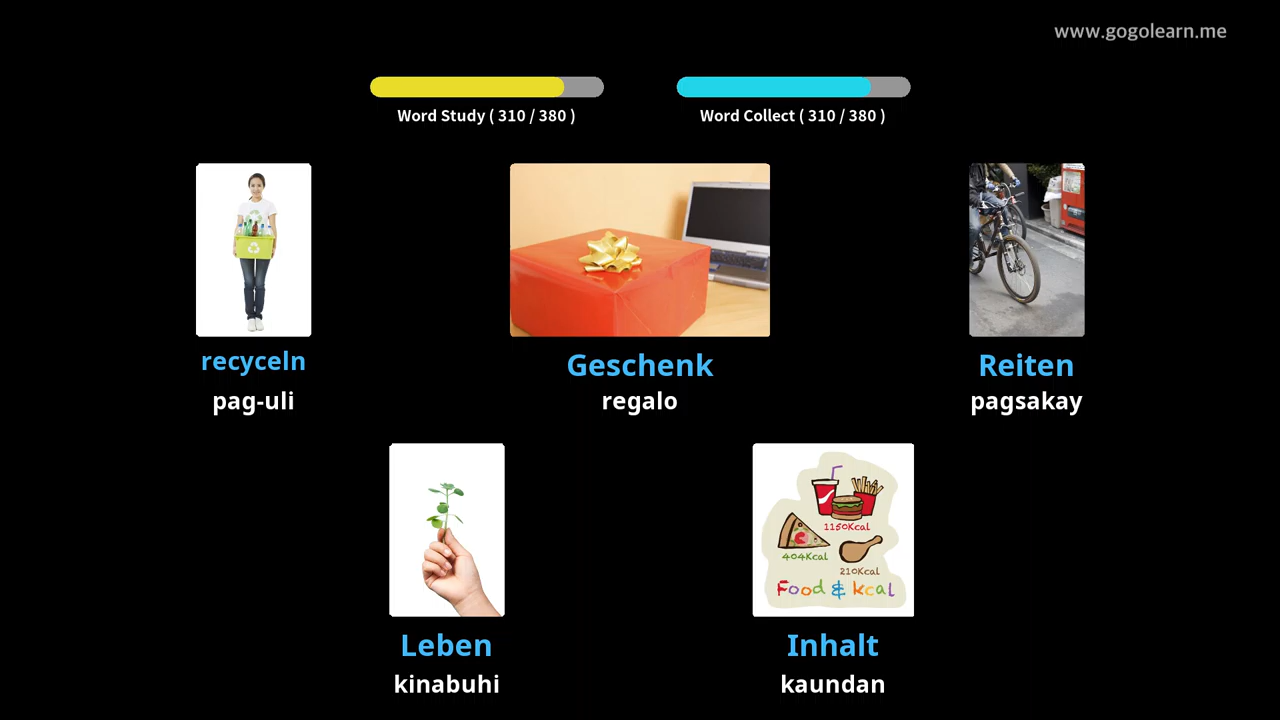 www.gogolearn.me
Word Study ( 310 / 380 )
Word Collect ( 310 / 380 )
recyceln
pag-uli
Geschenk
regalo
Reiten
pagsakay
1150Kcal
404Kcal
210Kcal
Food & kcal
Leben
kinabuhi
Inhalt
kaundan